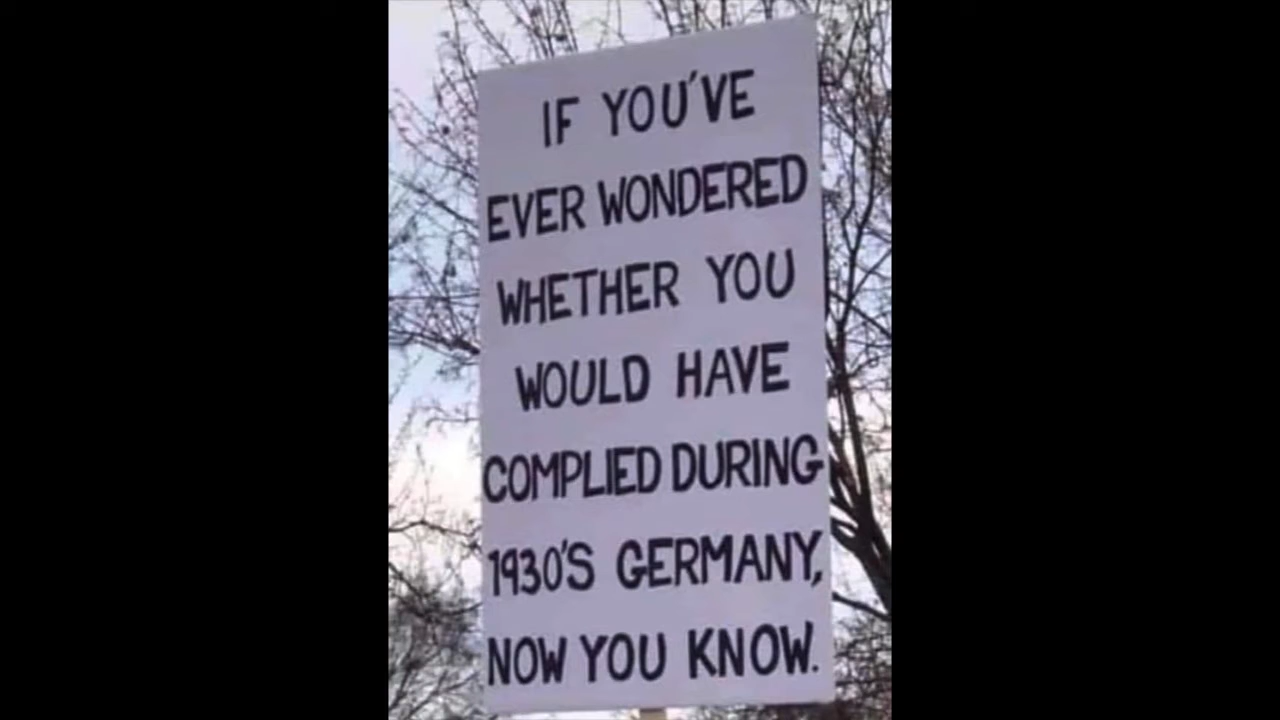 IF YOU'VE
EVER WONDERED
WHETHER YOU
WOULD HAVE
COMPLIED DURING
1930'S GERMANY,
NOW YOU KNOW.